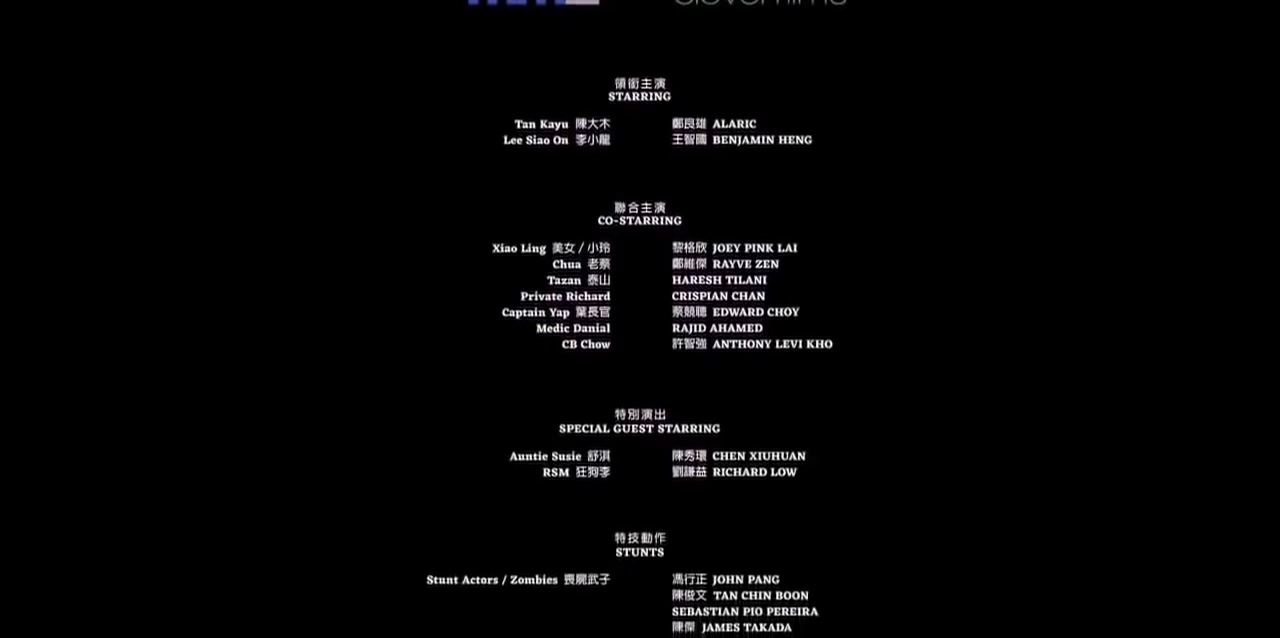 領銜主演
STARRING
Tan Kayu 陳大木 鄭良雄 ALARIC
Lee Siao On 李小龍 王智國 BENJAMIN HENG
聯合主演
CO-STARRING
Xiao Ling 美女 / 小玲 黎格欣 JOEY PINK LAI
Chua 老蔡 鄭維傑 RAYVE ZEN
Tazan 泰山 HARESH TILANI
Private Richard CRISPIAN CHAN
Captain Yap 葉長官 蔡競聰 EDWARD CHOY
Medic Danial RAJID AHAMED
CB Chow 許智強 ANTHONY LEVI KHO
特別演出
SPECIAL GUEST STARRING
Auntie Susie 舒淇 陳秀環 CHEN XIUHUAN
RSM 狂狗李 劉謙益 RICHARD LOW
特技動作
STUNTS
Stunt Actors / Zombies 喪屍武子 馮行正 JOHN PANG
陳俊文 TAN CHIN BOON
SEBASTIAN PIO PEREIRA
陳傑 JAMES TAKADA